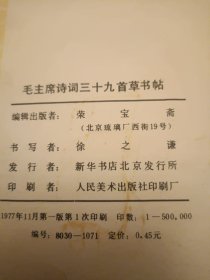 毛主席诗词三十九首草书帖
编辑出版者： 荣宝斋
（北京琉璃厂西街19号）
书写者： 徐之谦
发行者： 新华书店北京发行所
印刷者： 人民美术出版社印刷厂
1977年11月第一版第1次印刷 印数：1—500,000
编号：8030—1071 定价：0.45元